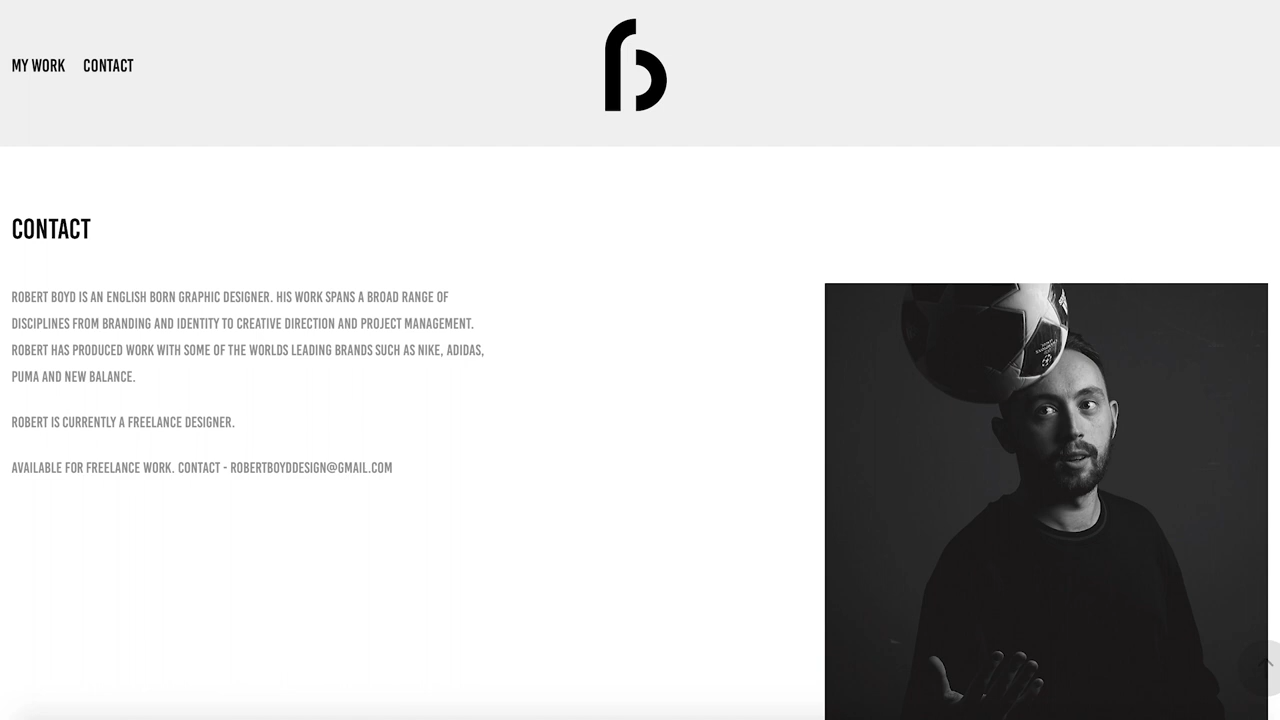 MY WORK CONTACT
CONTACT
ROBERT BOYD IS AN ENGLISH BORN GRAPHIC DESIGNER. HIS WORK SPANS A BROAD RANGE OF
DISCIPLINES FROM BRANDING AND IDENTITY TO CREATIVE DIRECTION AND PROJECT MANAGEMENT.
ROBERT HAS PRODUCED WORK WITH SOME OF THE WORLDS LEADING BRANDS SUCH AS NIKE, ADIDAS,
PUMA AND NEW BALANCE.
ROBERT IS CURRENTLY A FREELANCE DESIGNER.
AVAILABLE FOR FREELANCE WORK. CONTACT - ROBERTBOYDDESIGN@GMAIL.COM